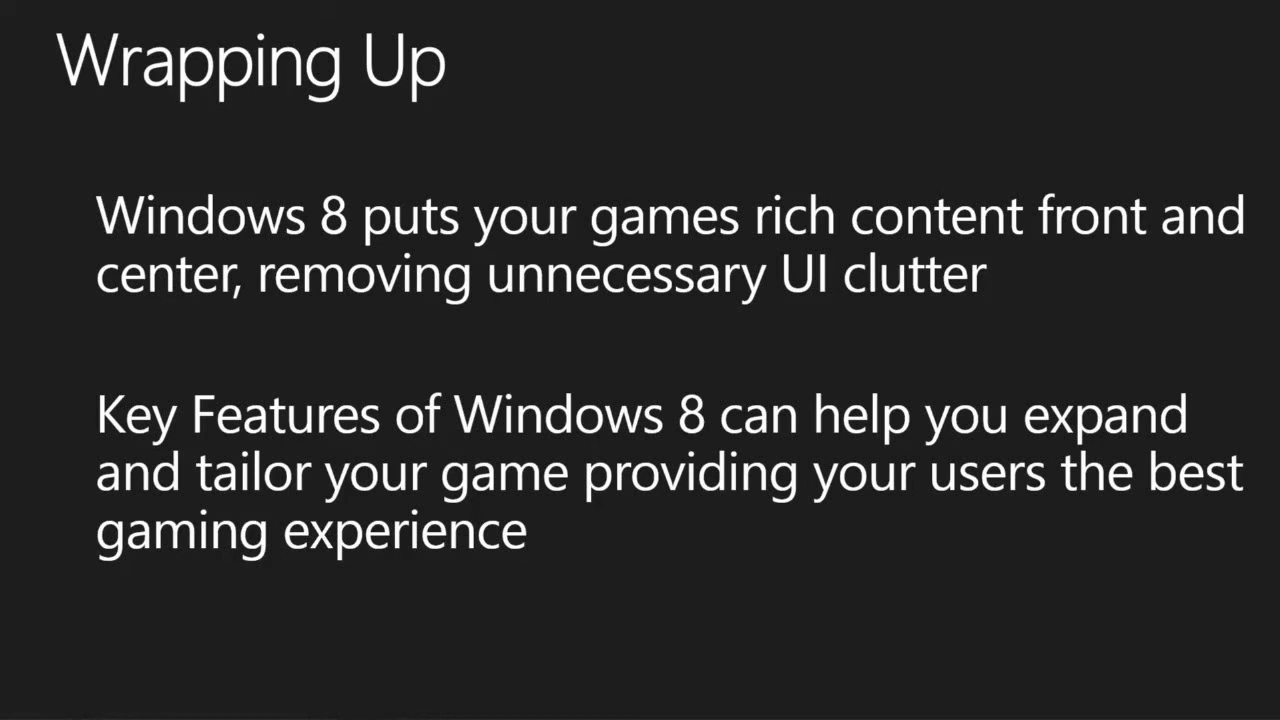 Wrapping Up
Windows 8 puts your games rich content front and
center, removing unnecessary UI clutter
Key Features of Windows 8 can help you expand
and tailor your game providing your users the best
gaming experience